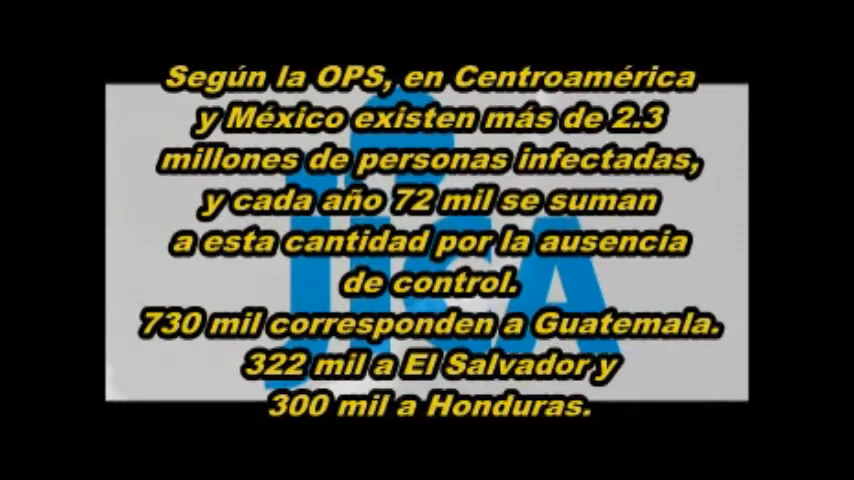 Según la OPS, en Centroamérica
y México existen más de 2.3
millones de personas infectadas,
y cada año 72 mil se suman
a esta cantidad por la ausencia
de control.
730 mil corresponden a Guatemala.
322 mil a El Salvador y
300 mil a Honduras.
JICA